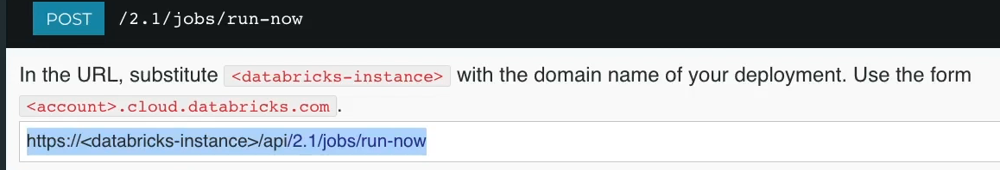 POST /2.1/jobs/run-now
In the URL, substitute <databricks-instance> with the domain name of your deployment. Use the form
<account>.cloud.databricks.com.
https://<databricks-instance>/api/2.1/jobs/run-now